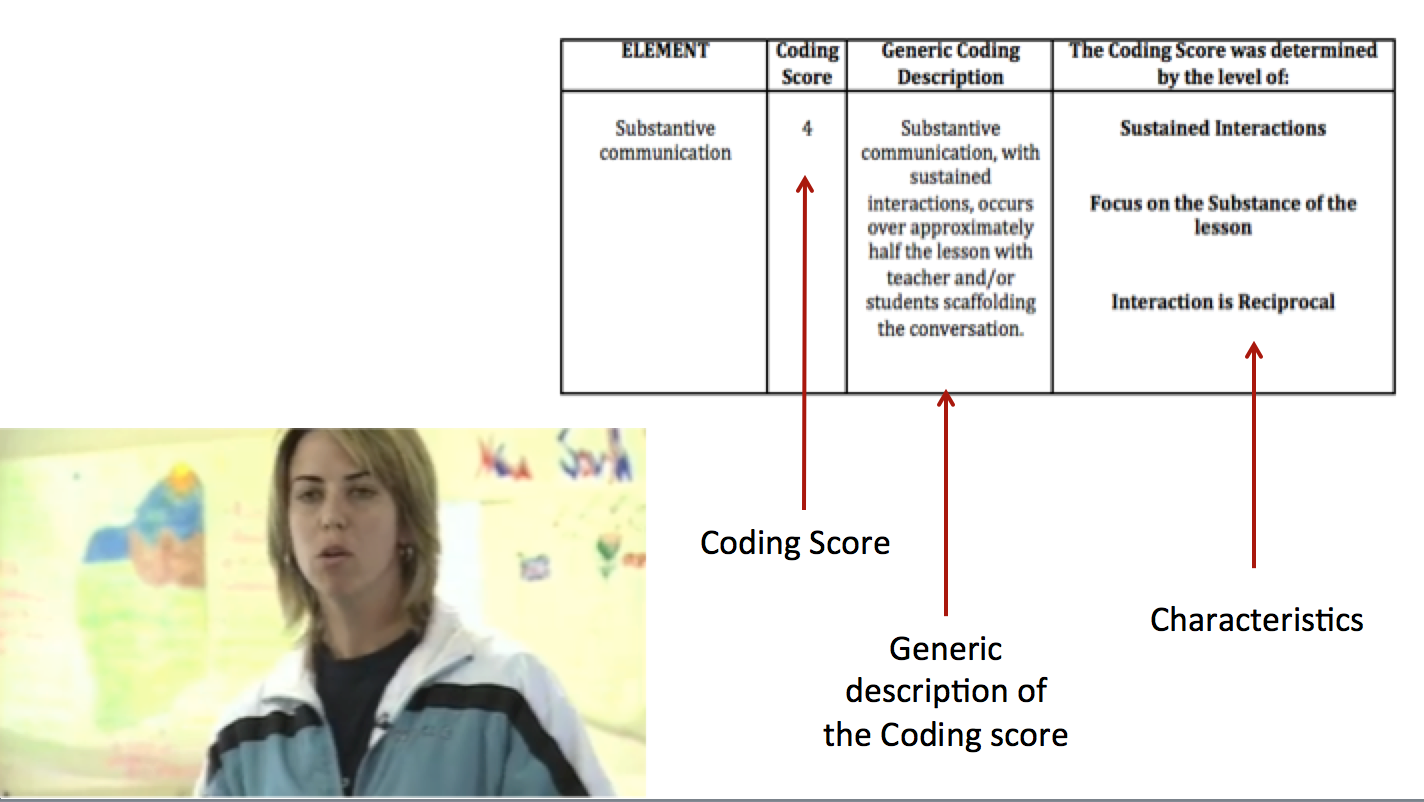 ELEMENT
Coding
Score
Generic Coding
Description
The Coding Score was determined
by the level of:
Substantive
communication
4
Substantive
communication, with
sustained
interactions, occurs
over approximately
half the lesson with
teacher and/or
students scaffolding
the conversation.
Sustained Interactions
Focus on the Substance of the
lesson
Interaction is Reciprocal
New South
Coding Score
Generic
description of
the Coding score
Characteristics